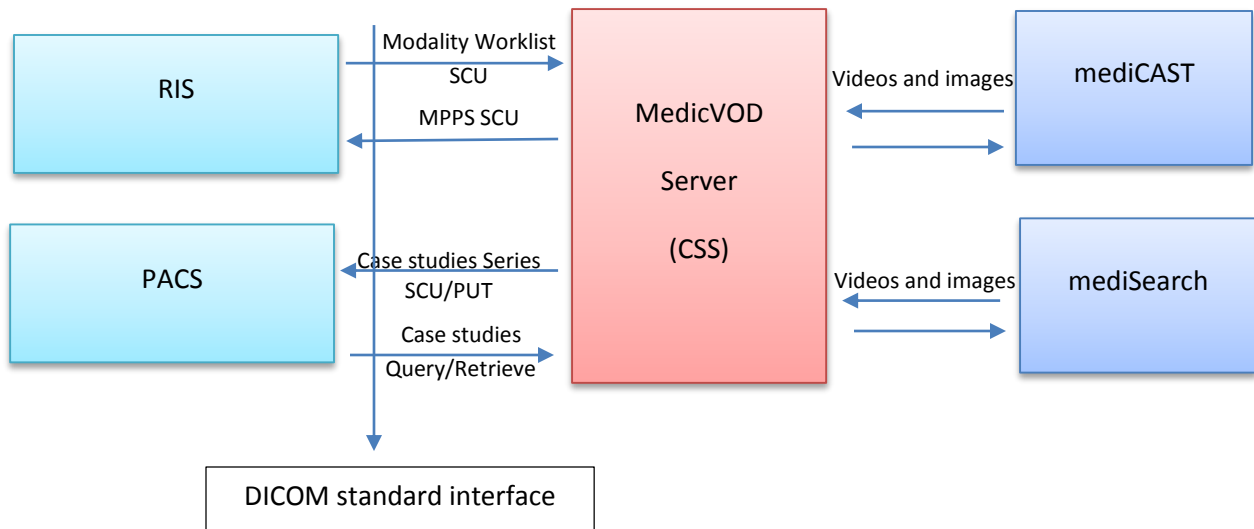 RIS
Modality Worklist
SCU
MPPS SCU
PACS
Case studies Series
SCU/PUT
Case studies
Query/Retrieve
DICOM standard interface
MedicVOD
Server
(CSS)
Videos and images
mediCAST
Videos and images
mediSearch